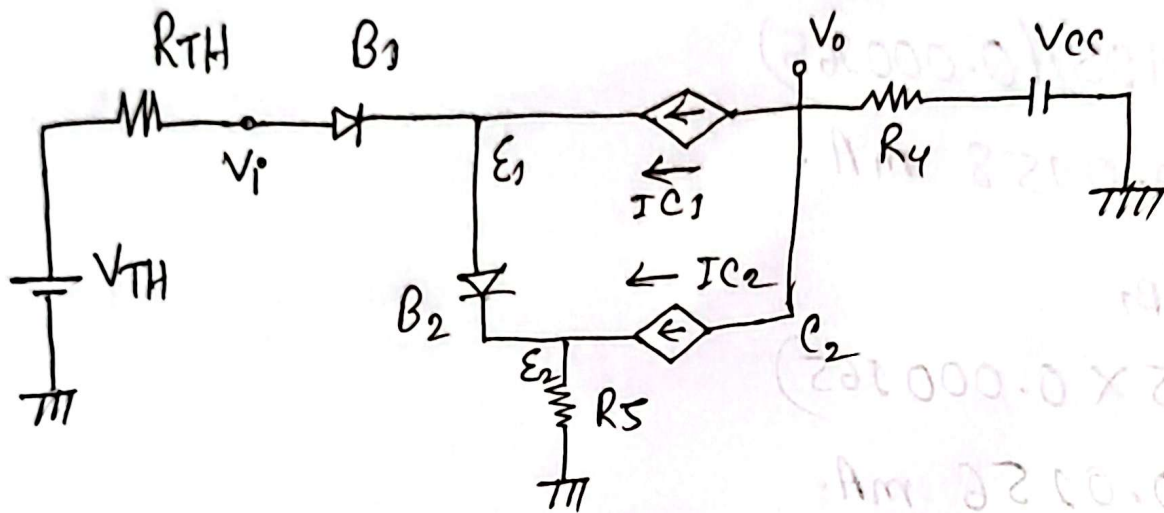 RTH B1 Vo VCC
Vi E1 R4
IC1
VTH IC2
B2 C2
E2 R5